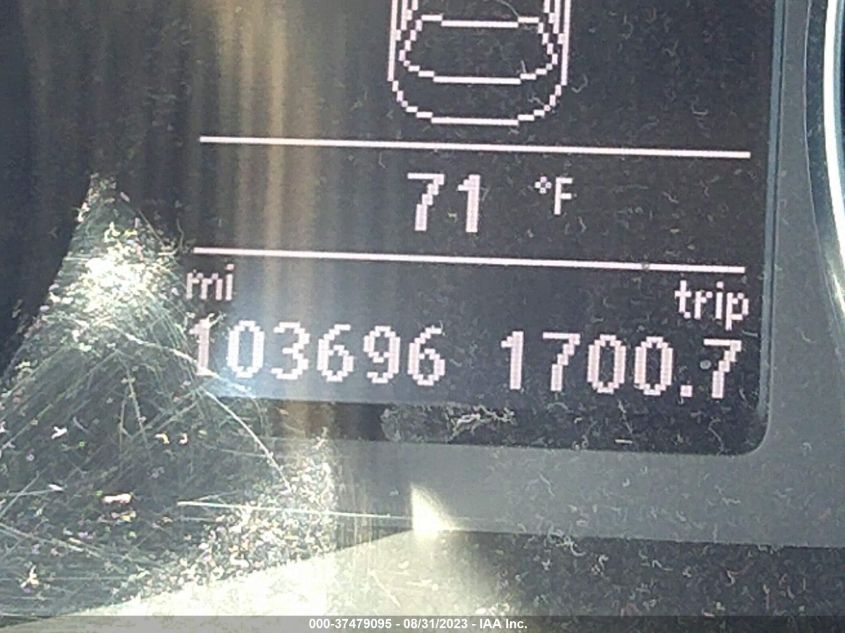 71 °F
mi trip
103696 1700.7
000-37479095 - 08/31/2023 - IAA Inc.